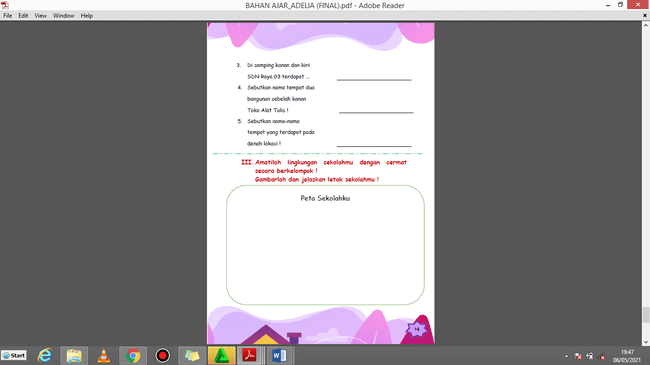 BAHAN AJAR_ADELIA (FINAL).pdf - Adobe Reader
File Edit View Window Help
3. Di samping kanan dan kiri
SDN Raya 03 terdapat ...
4. Sebutkan nama tempat dua
bangunan sebelah kanan
Toko Alat Tulis !
5. Sebutkan nama-nama
tempat yang terdapat pada
denah lokasi !
III. Amatilah lingkungan sekolahmu dengan cermat
secara berkelompok !
Gambarlah dan jelaskan letak sekolahmu !
Peta Sekolahku
Start
19:47
06/05/2021